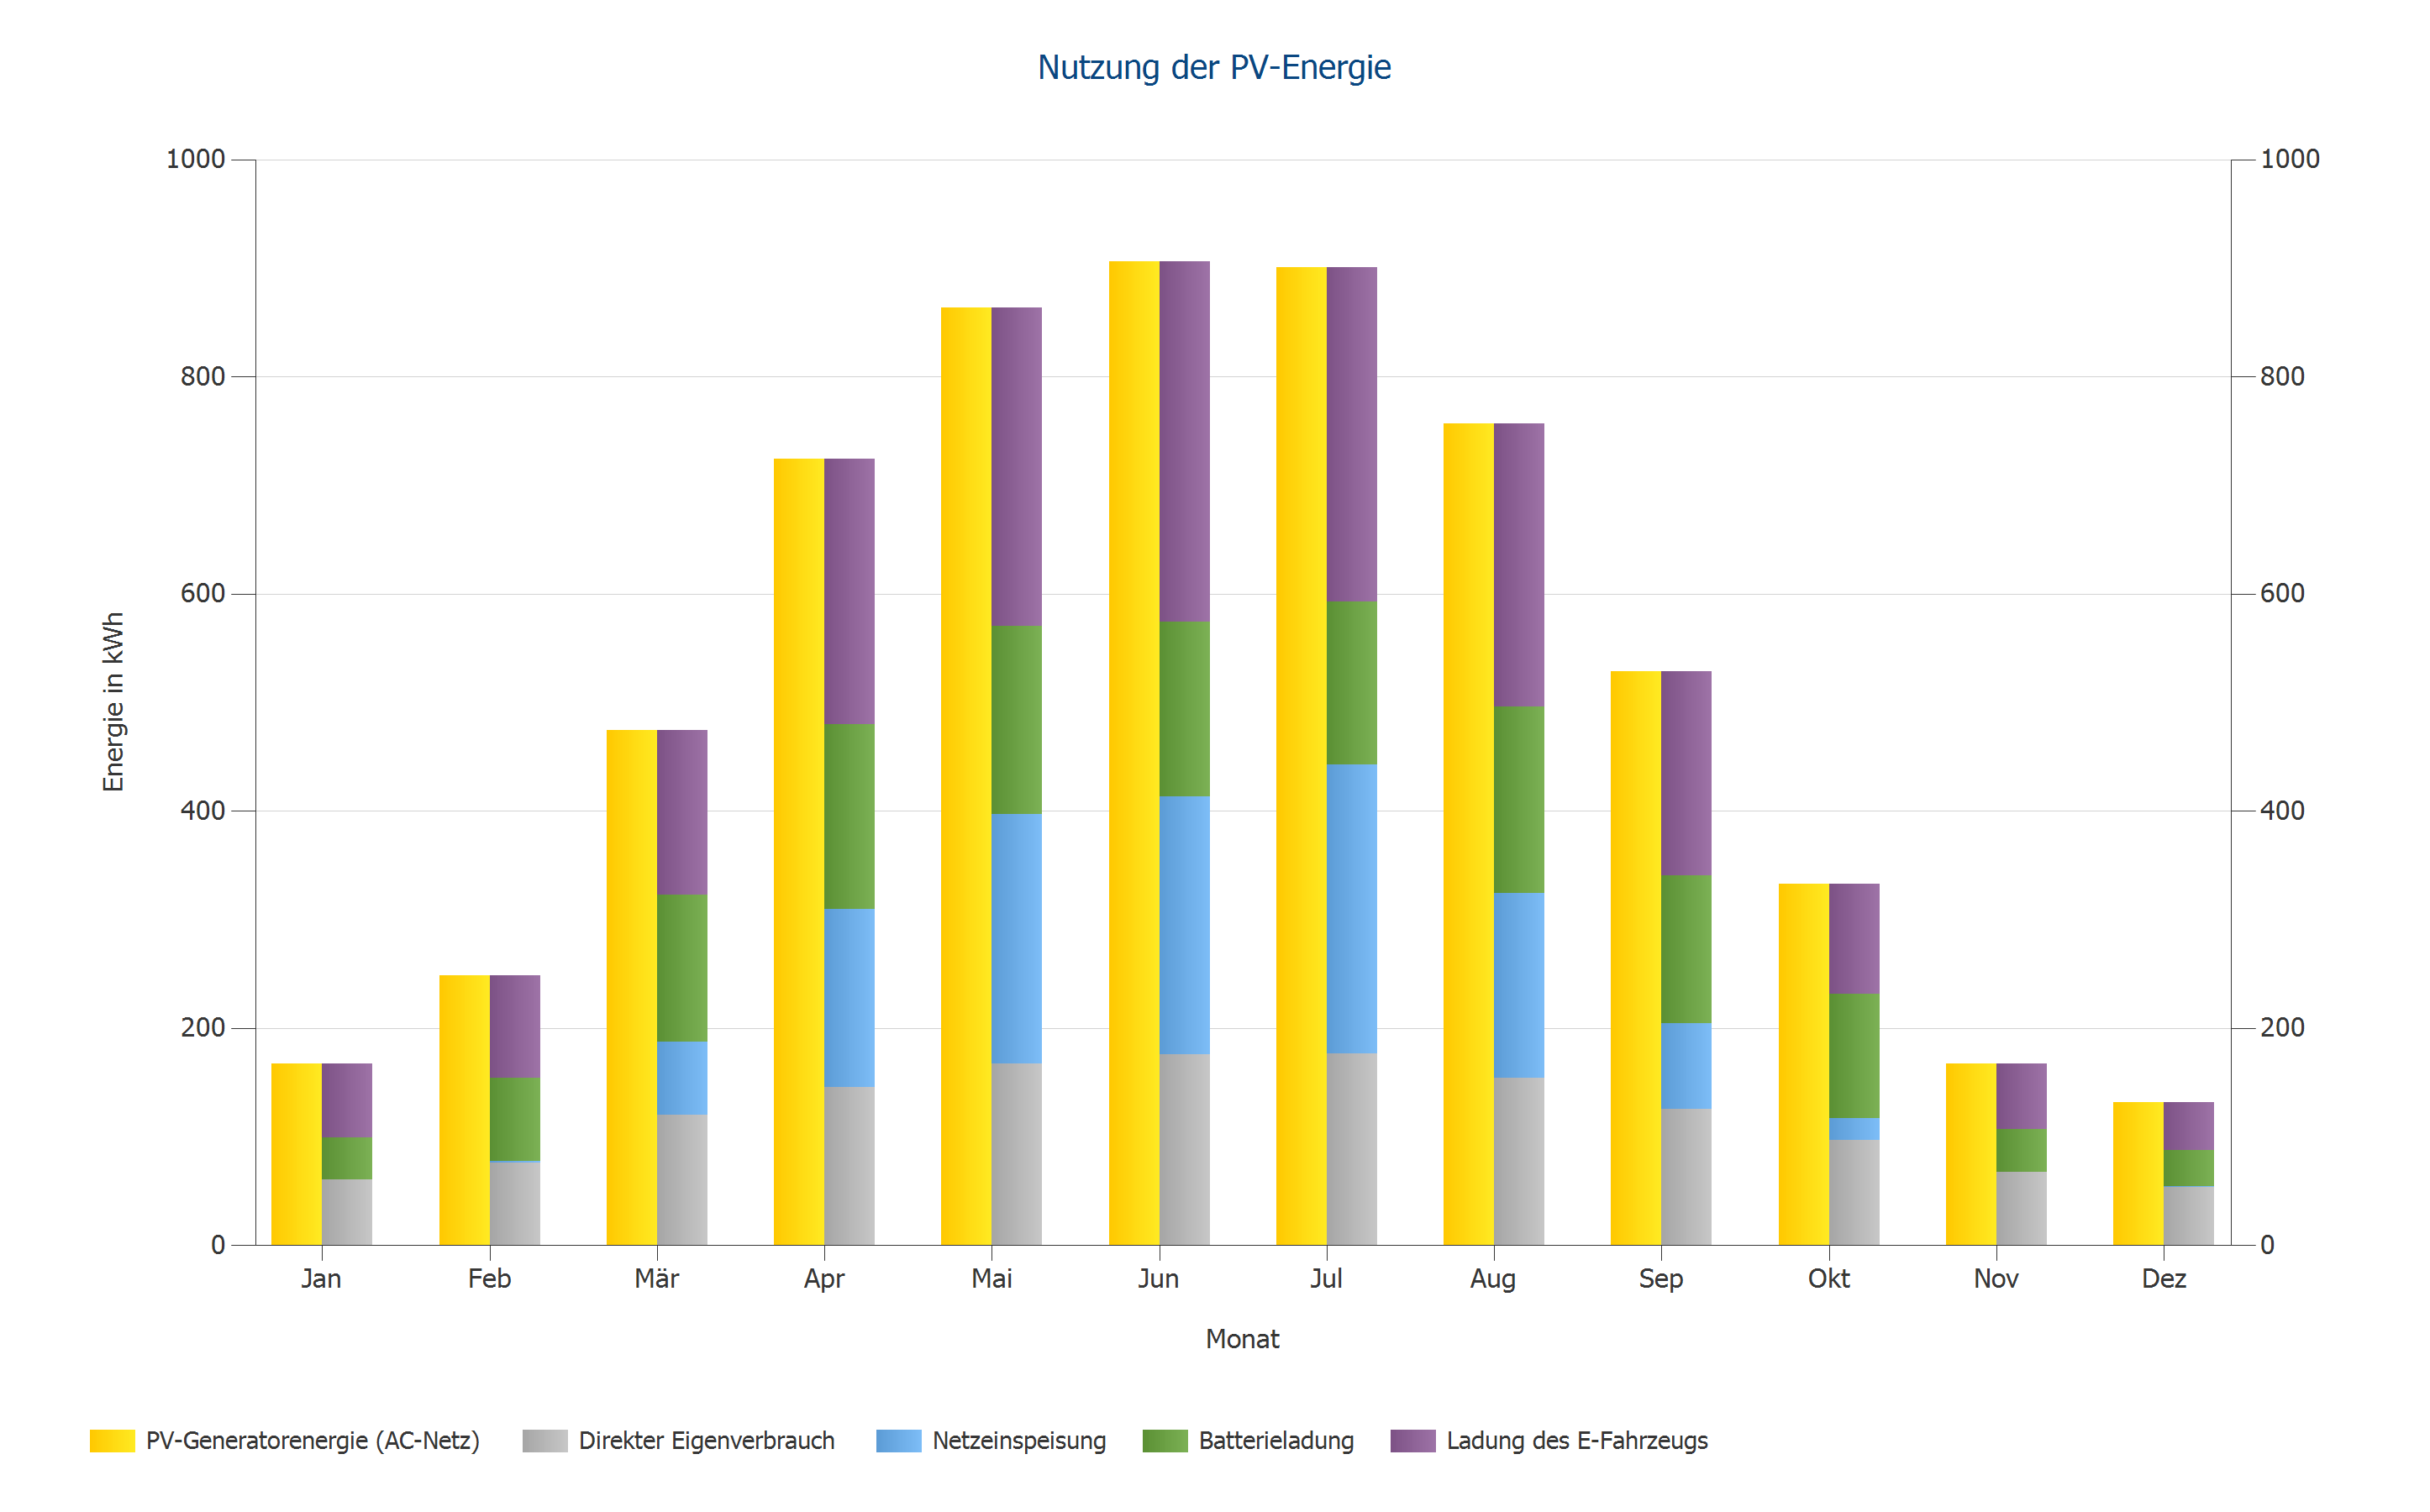 Nutzung der PV-Energie
1000 1000
800 800
600 600
Energie in kWh
400 400
200 200
0 0
Jan Feb Mär Apr Mai Jun Jul Aug Sep Okt Nov Dez
Monat
PV-Generatorenergie (AC-Netz) Direkter Eigenverbrauch Netzeinspeisung Batterieladung Ladung des E-Fahrzeugs